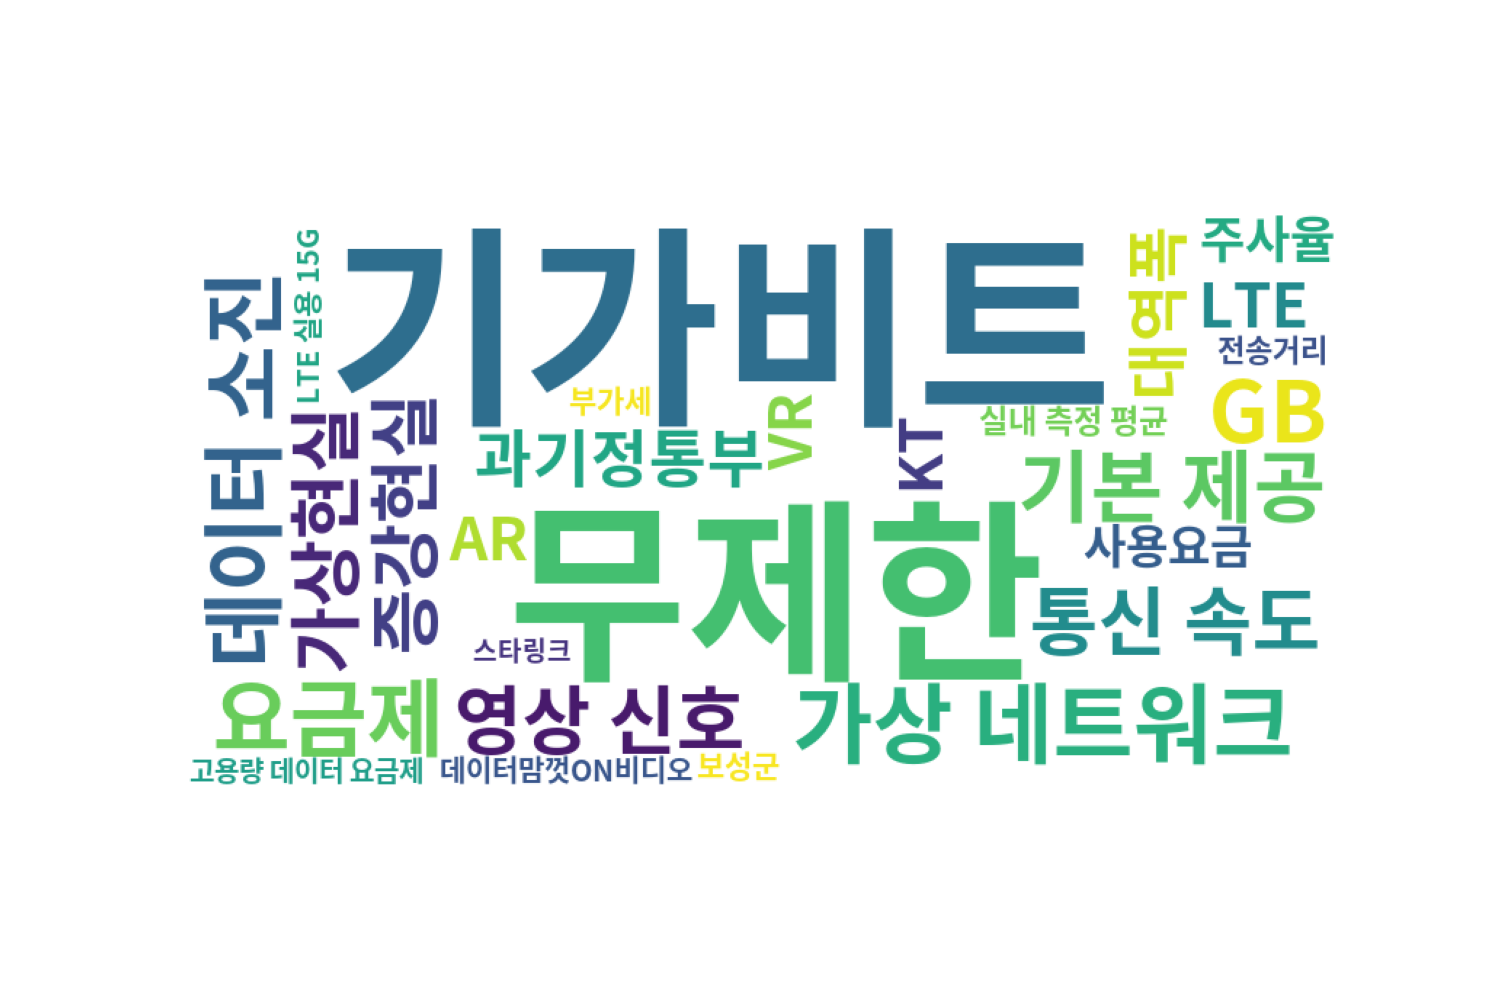 기가비트
주사율
대역폭
LTE 실용 15G
LTE
데이터 소진
전송거리
GB
부가세
VR
실내 측정 평균
가상현실
증강현실
과기정통부
KT
기본 제공
무제한
AR
사용요금
통신 속도
스타링크
요금제
영상 신호
가상 네트워크
고용량 데이터 요금제
데이터맘껏ON비디오
보성군